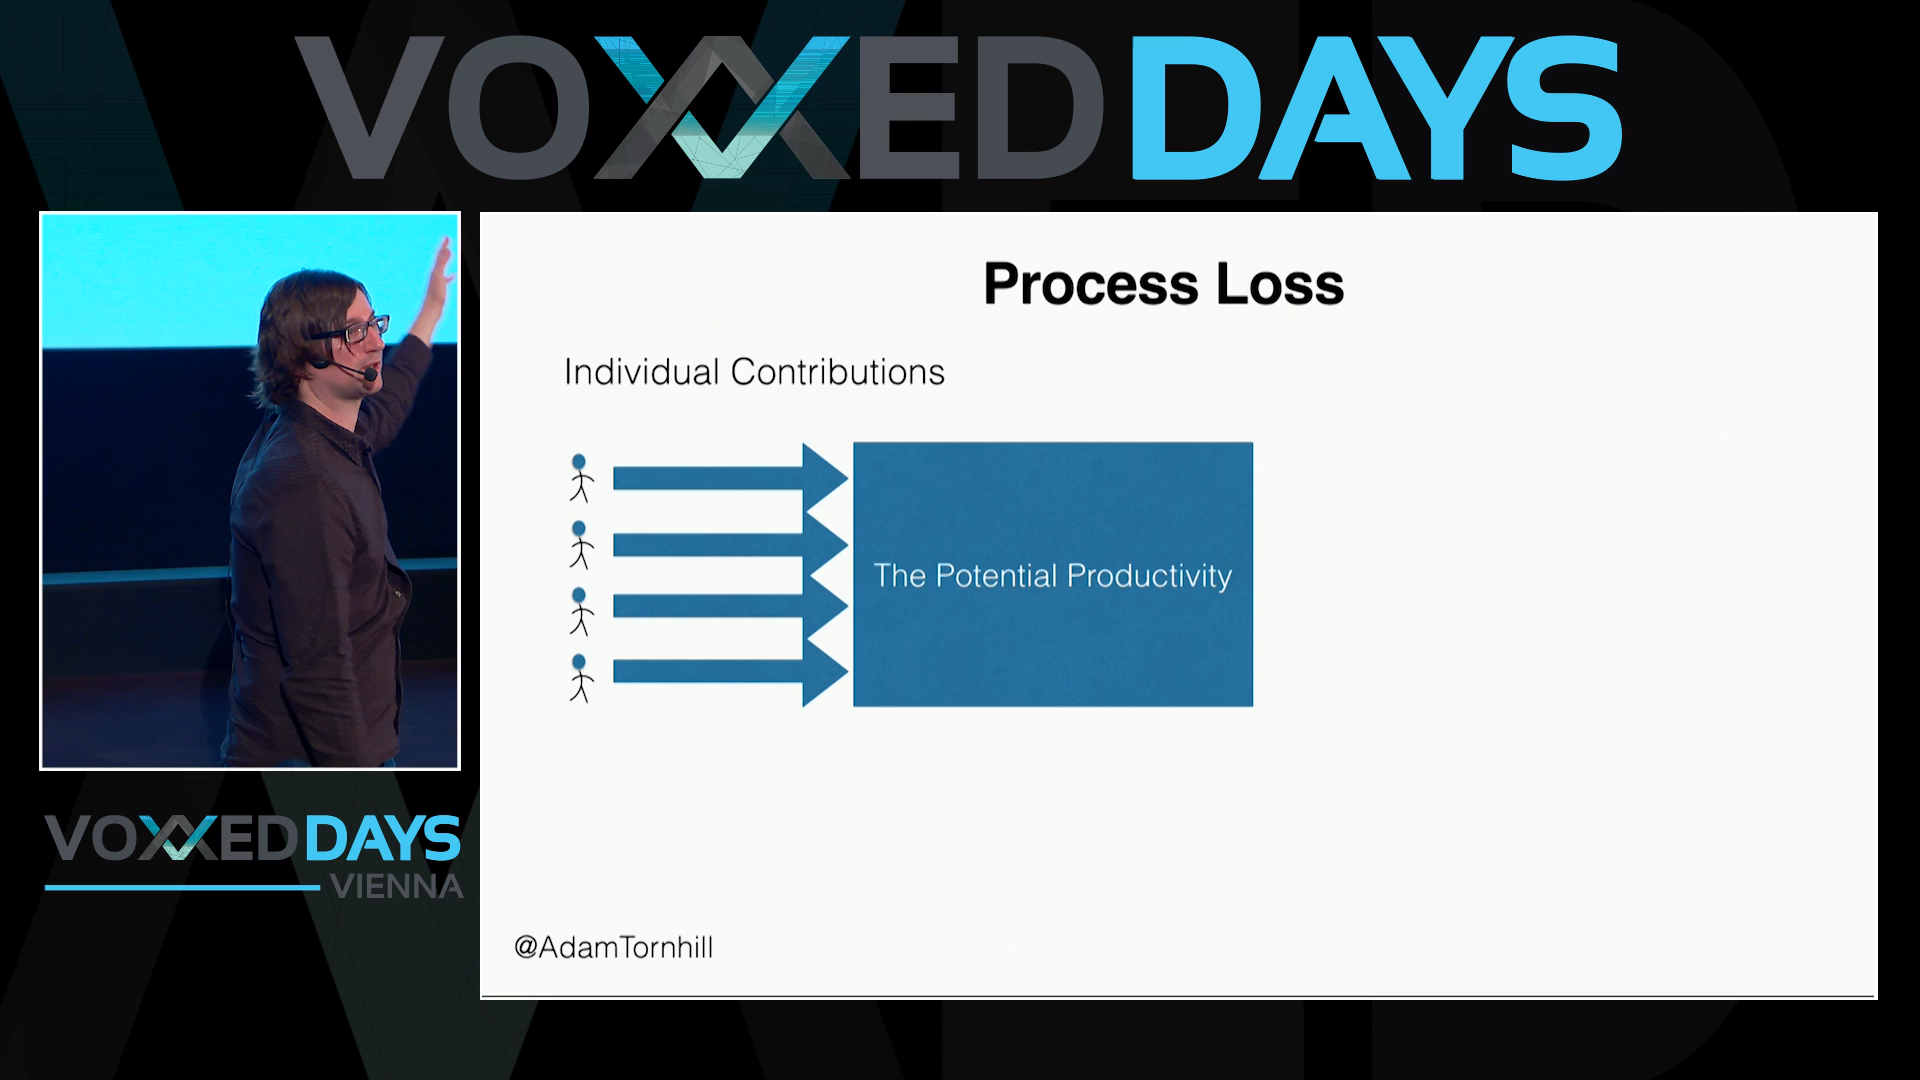 VOXXEDDAYS
Process Loss
Individual Contributions
The Potential Productivity
VOXXEDDAYS
VIENNA
@AdamTornhill